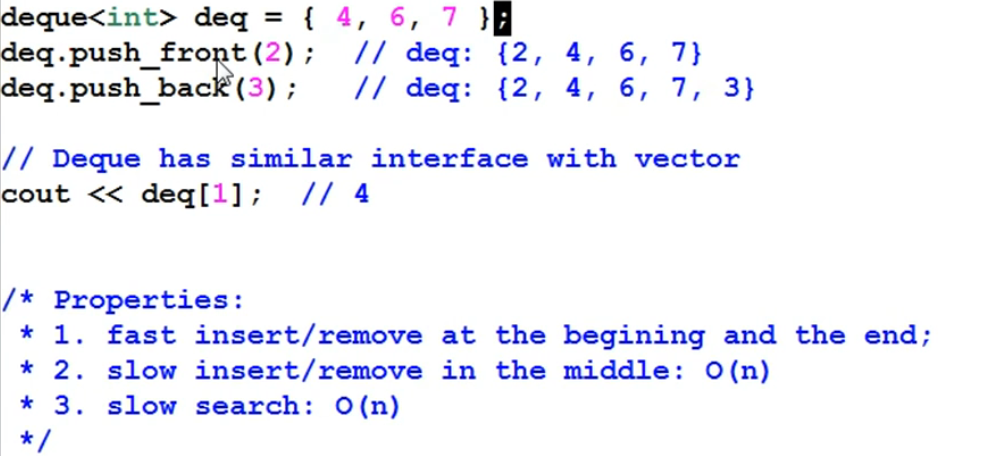 deque<int> deq = { 4, 6, 7 };
deq.push_front(2);  // deq: {2, 4, 6, 7}
deq.push_back(3);   // deq: {2, 4, 6, 7, 3}
// Deque has similar interface with vector
cout << deq[1];  // 4
/* Properties:
 * 1. fast insert/remove at the begining and the end;
 * 2. slow insert/remove in the middle: O(n)
 * 3. slow search: O(n)
 */